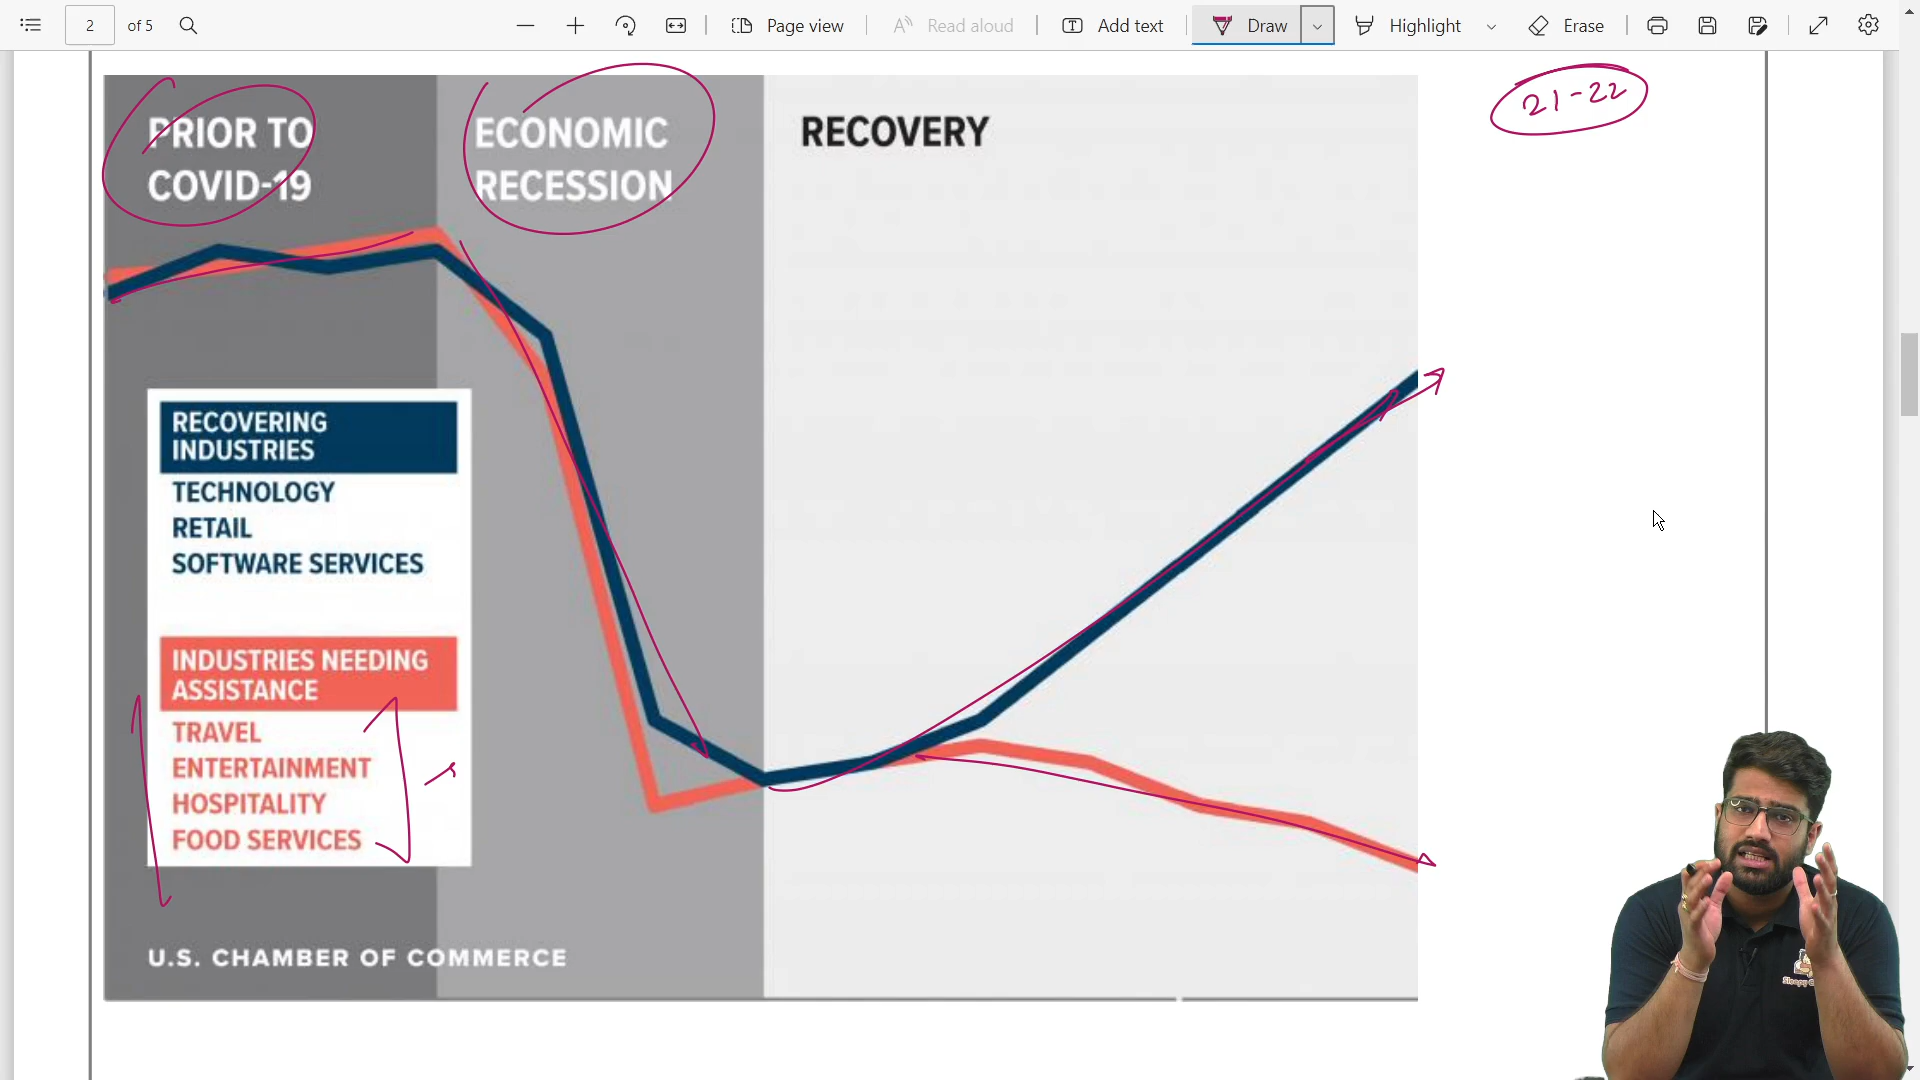 2 of 5
Page view
Read aloud
Add text
Draw
Highlight
Erase
PRIOR TO
COVID-19
ECONOMIC
RECESSION
RECOVERY
21-22
RECOVERING
INDUSTRIES
TECHNOLOGY
RETAIL
SOFTWARE SERVICES
INDUSTRIES NEEDING
ASSISTANCE
TRAVEL
ENTERTAINMENT
HOSPITALITY
FOOD SERVICES
U.S. CHAMBER OF COMMERCE